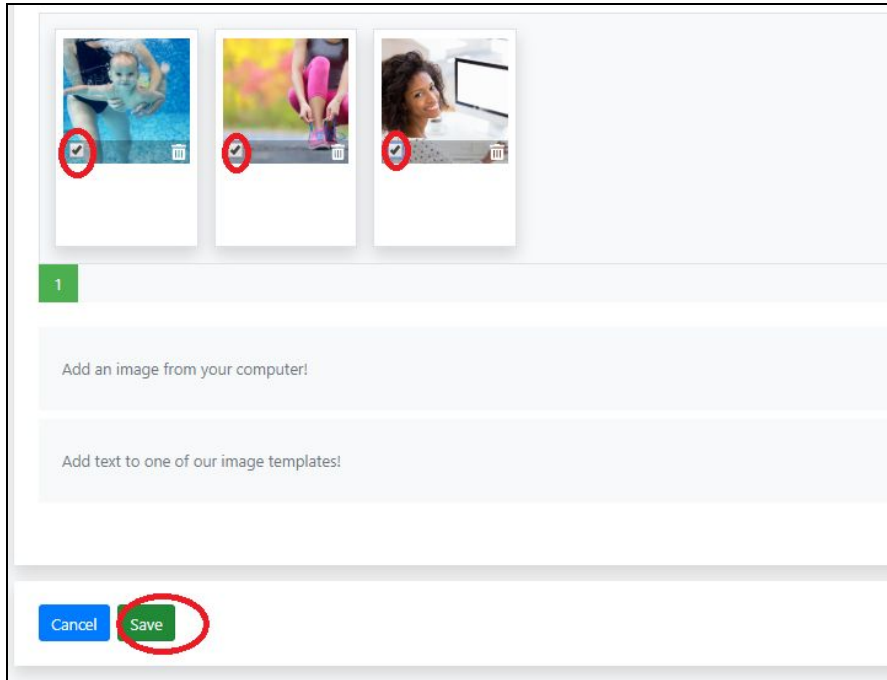 1
Add an image from your computer!
Add text to one of our image templates!
Cancel Save